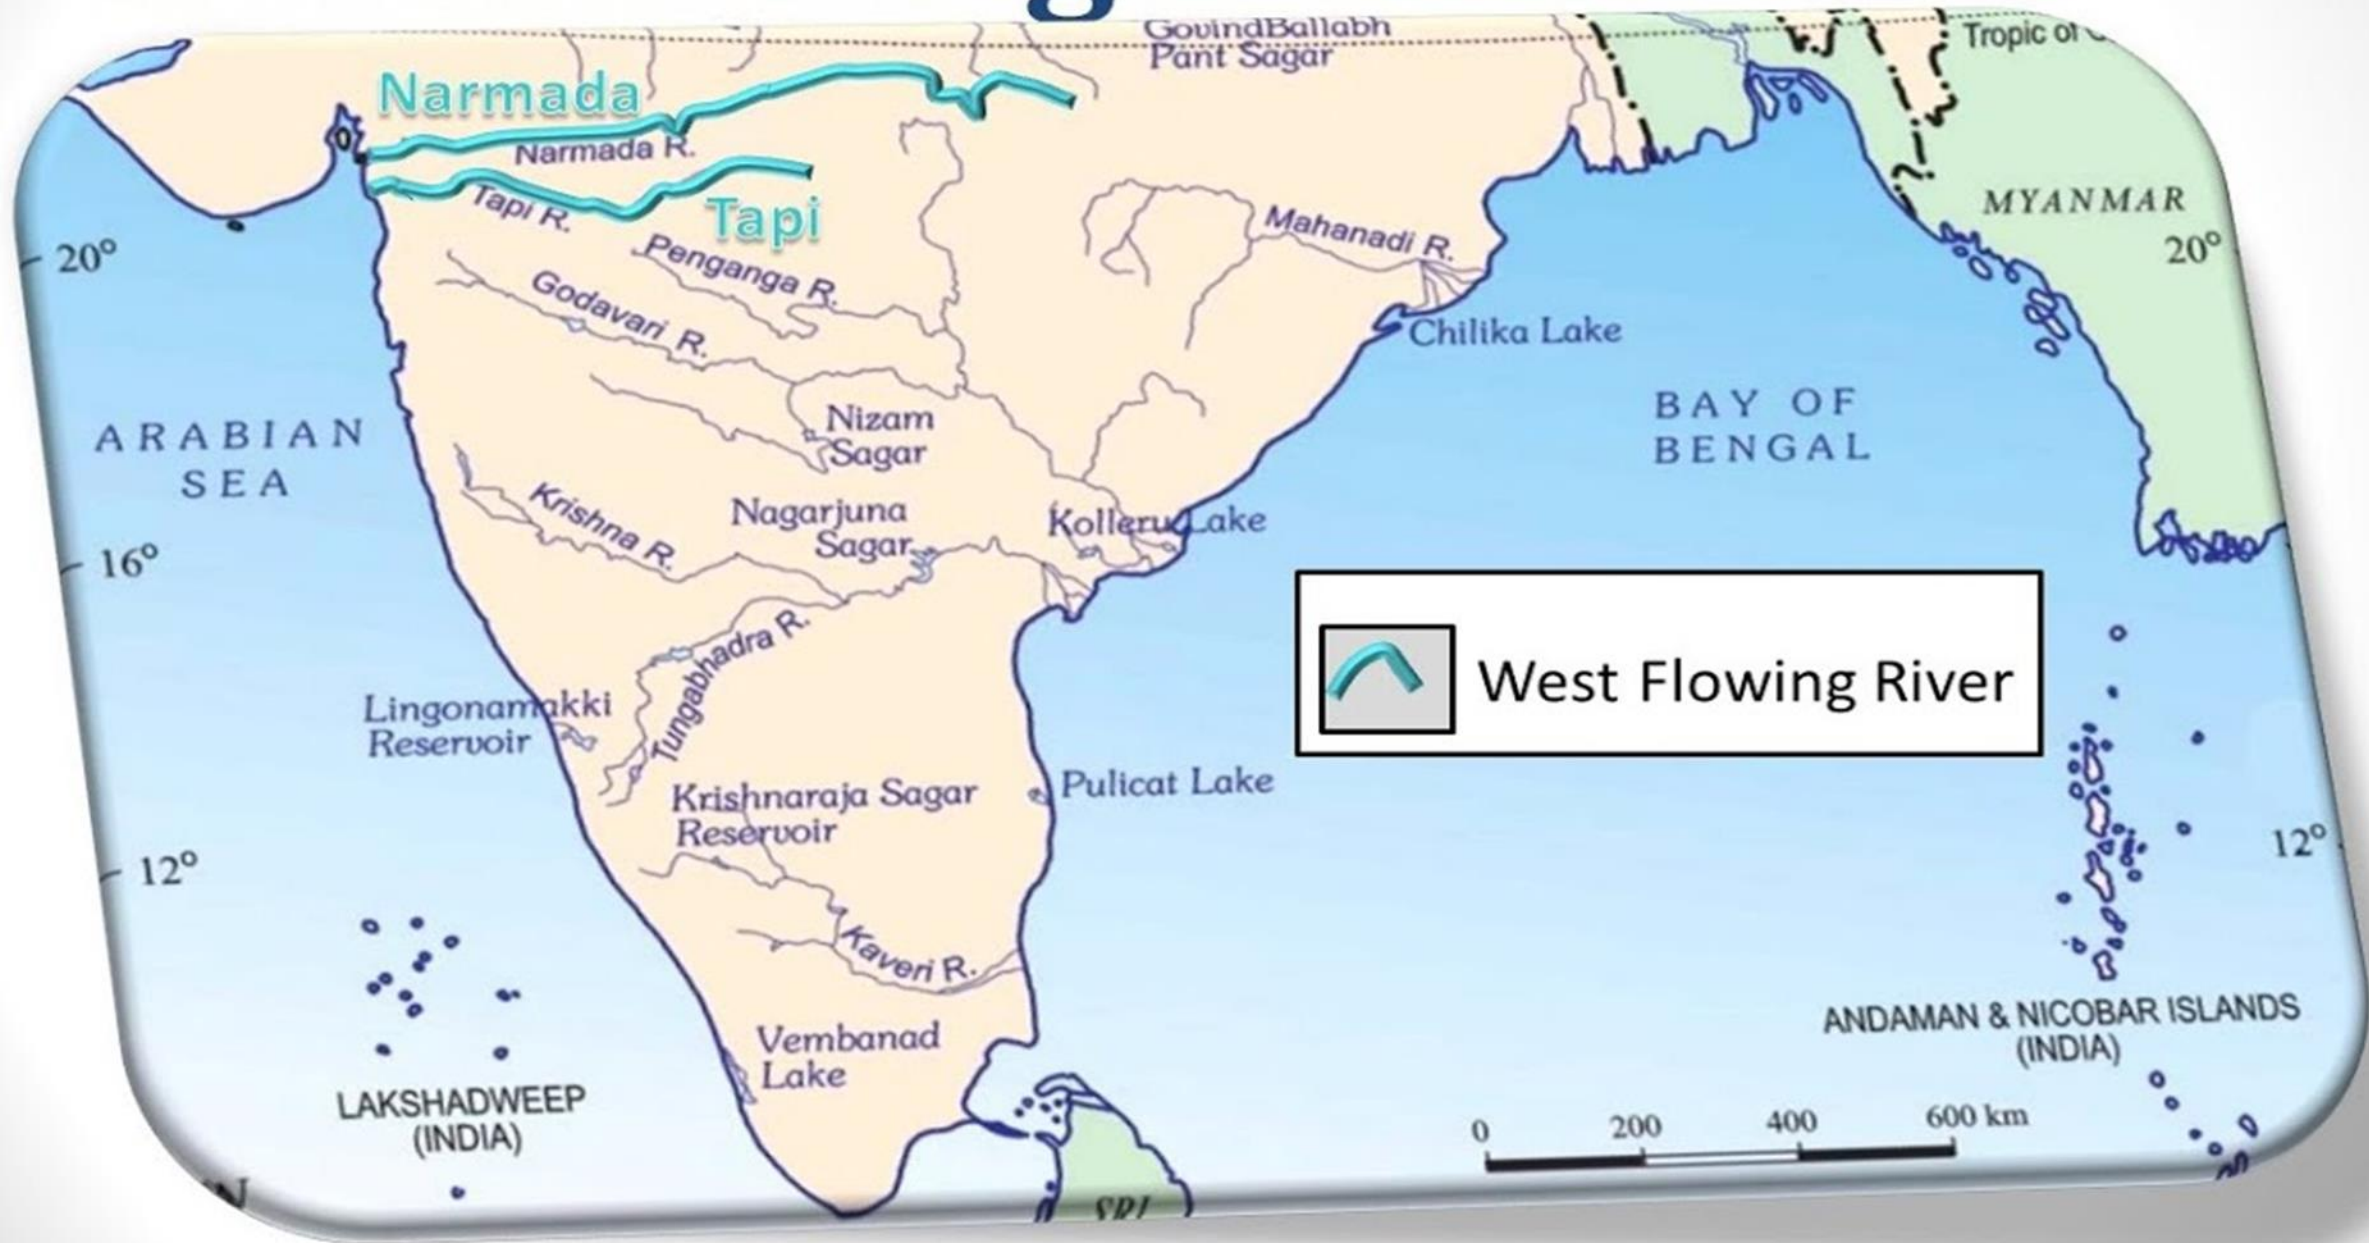 g
GovindBallabh
Pant Sagar
Tropic of
Narmada
Narmada R.
Tapi R.
Tapi
MYANMAR
20°
20°
Mahanadi R.
Penganga R.
Godavari R.
Chilika Lake
ARABIAN
SEA
BAY OF
BENGAL
Nizam
Sagar
Krishna R.
Nagarjuna
Sagar
Kolleru Lake
16°
Tungabhadra R.
West Flowing River
Lingonamakki
Reservoir
Krishnaraja Sagar
Reservoir
Pulicat Lake
12°
12°
Kaveri R.
Vembanad
Lake
ANDAMAN & NICOBAR ISLANDS
(INDIA)
LAKSHADWEEP
(INDIA)
0 200 400 600 km
SRI